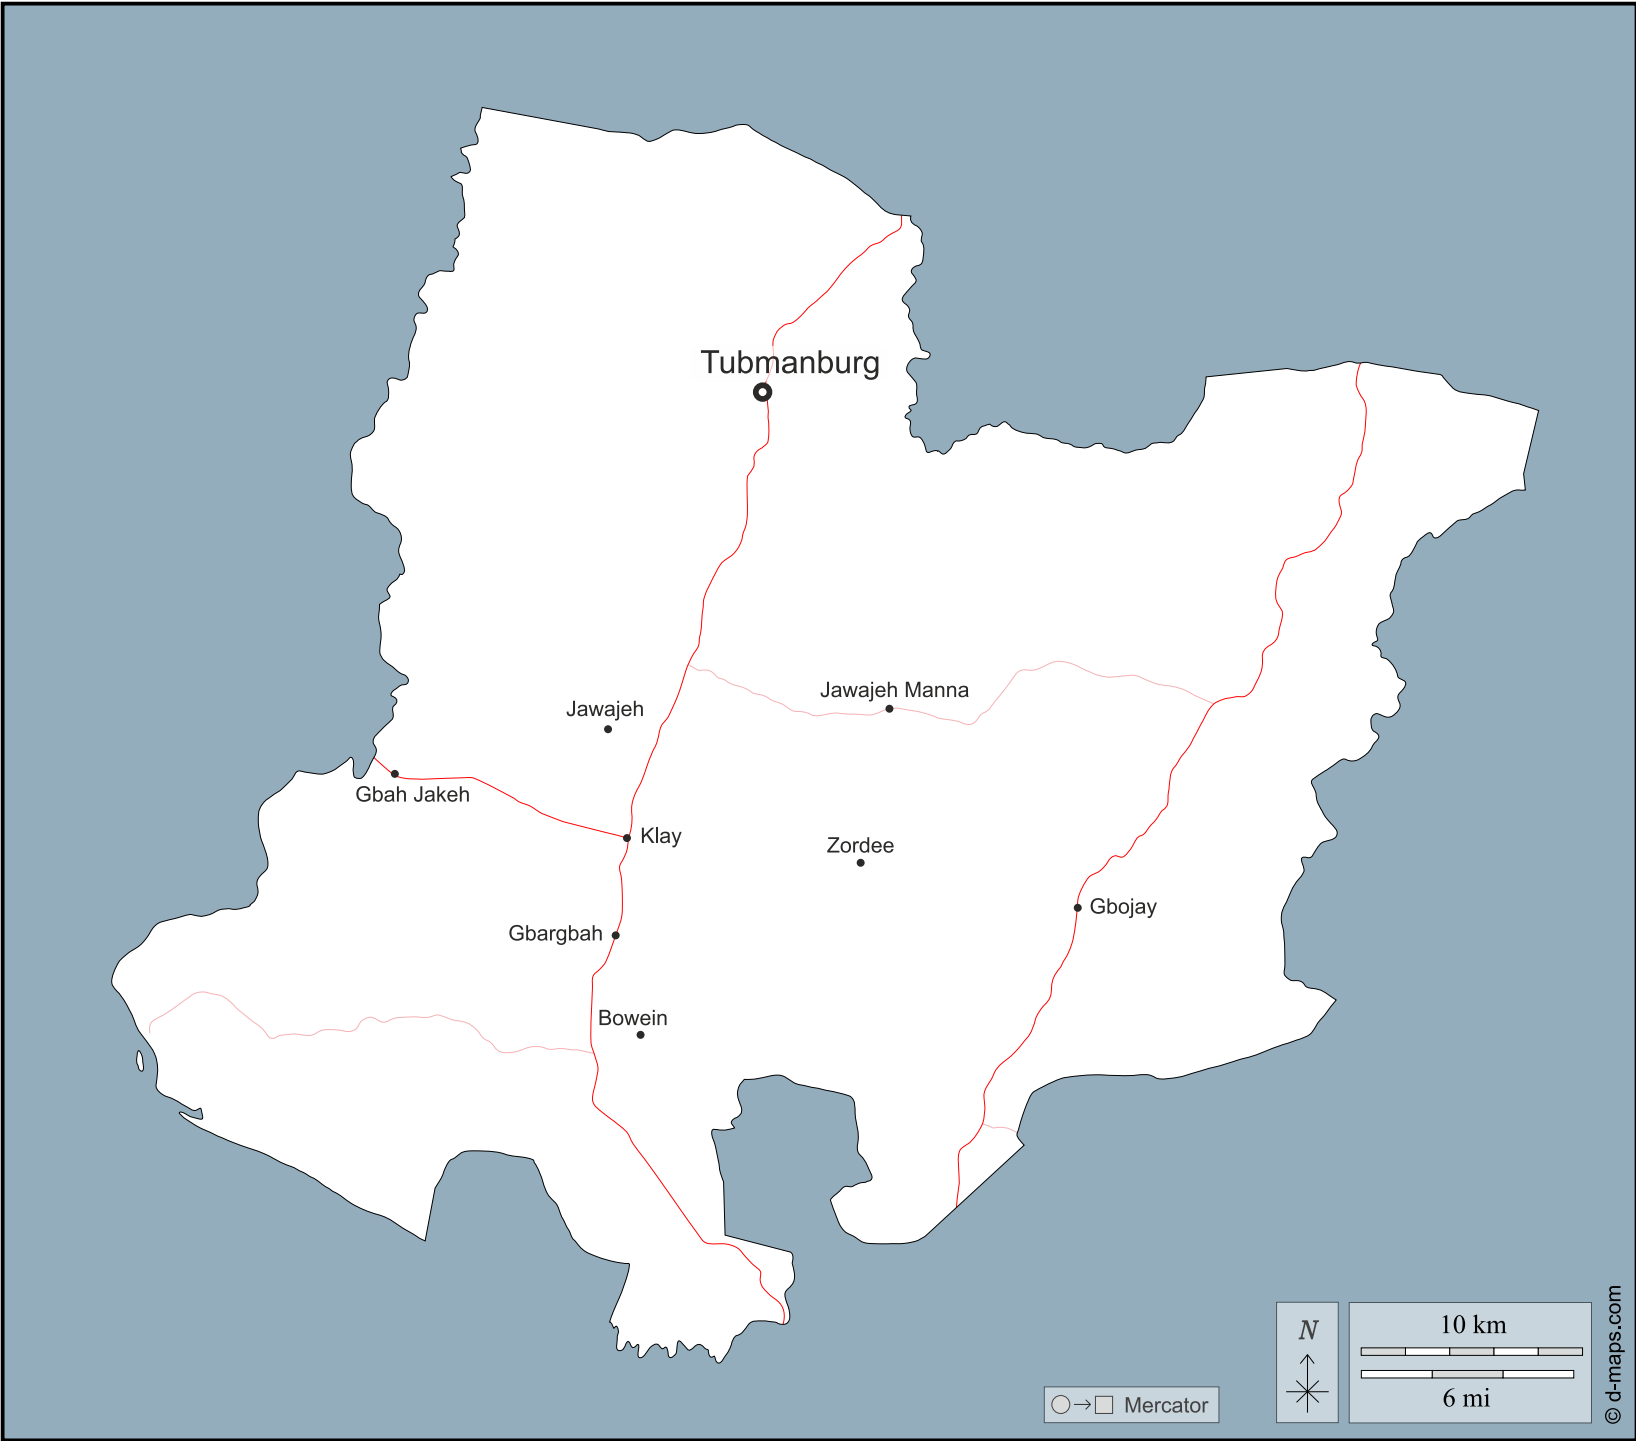 Tubmanburg
Jawajeh Manna
Jawajeh
Gbah Jakeh
Klay
Zordee
Gbojay
Gbargbah
Bowein
N
10 km
6 mi
Mercator
© d-maps.com